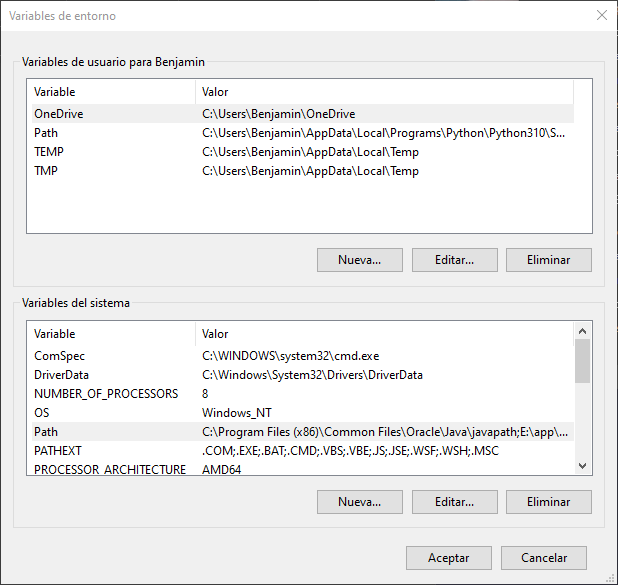 Variables de entorno
Variables de usuario para Benjamin
Variable Valor
OneDrive C:\Users\Benjamin\OneDrive
Path C:\Users\Benjamin\AppData\Local\Programs\Python\Python310\S...
TEMP C:\Users\Benjamin\AppData\Local\Temp
TMP C:\Users\Benjamin\AppData\Local\Temp
Nueva... Editar... Eliminar
Variables del sistema
Variable Valor
ComSpec C:\WINDOWS\system32\cmd.exe
DriverData C:\Windows\System32\Drivers\DriverData
NUMBER_OF_PROCESSORS 8
OS Windows_NT
Path C:\Program Files (x86)\Common Files\Oracle\Java\javapath;E:\app\...
PATHEXT .COM;.EXE;.BAT;.CMD;.VBS;.VBE;.JS;.JSE;.WSF;.WSH;.MSC
PROCESSOR_ARCHITECTURE AMD64
Nueva... Editar... Eliminar
Aceptar Cancelar